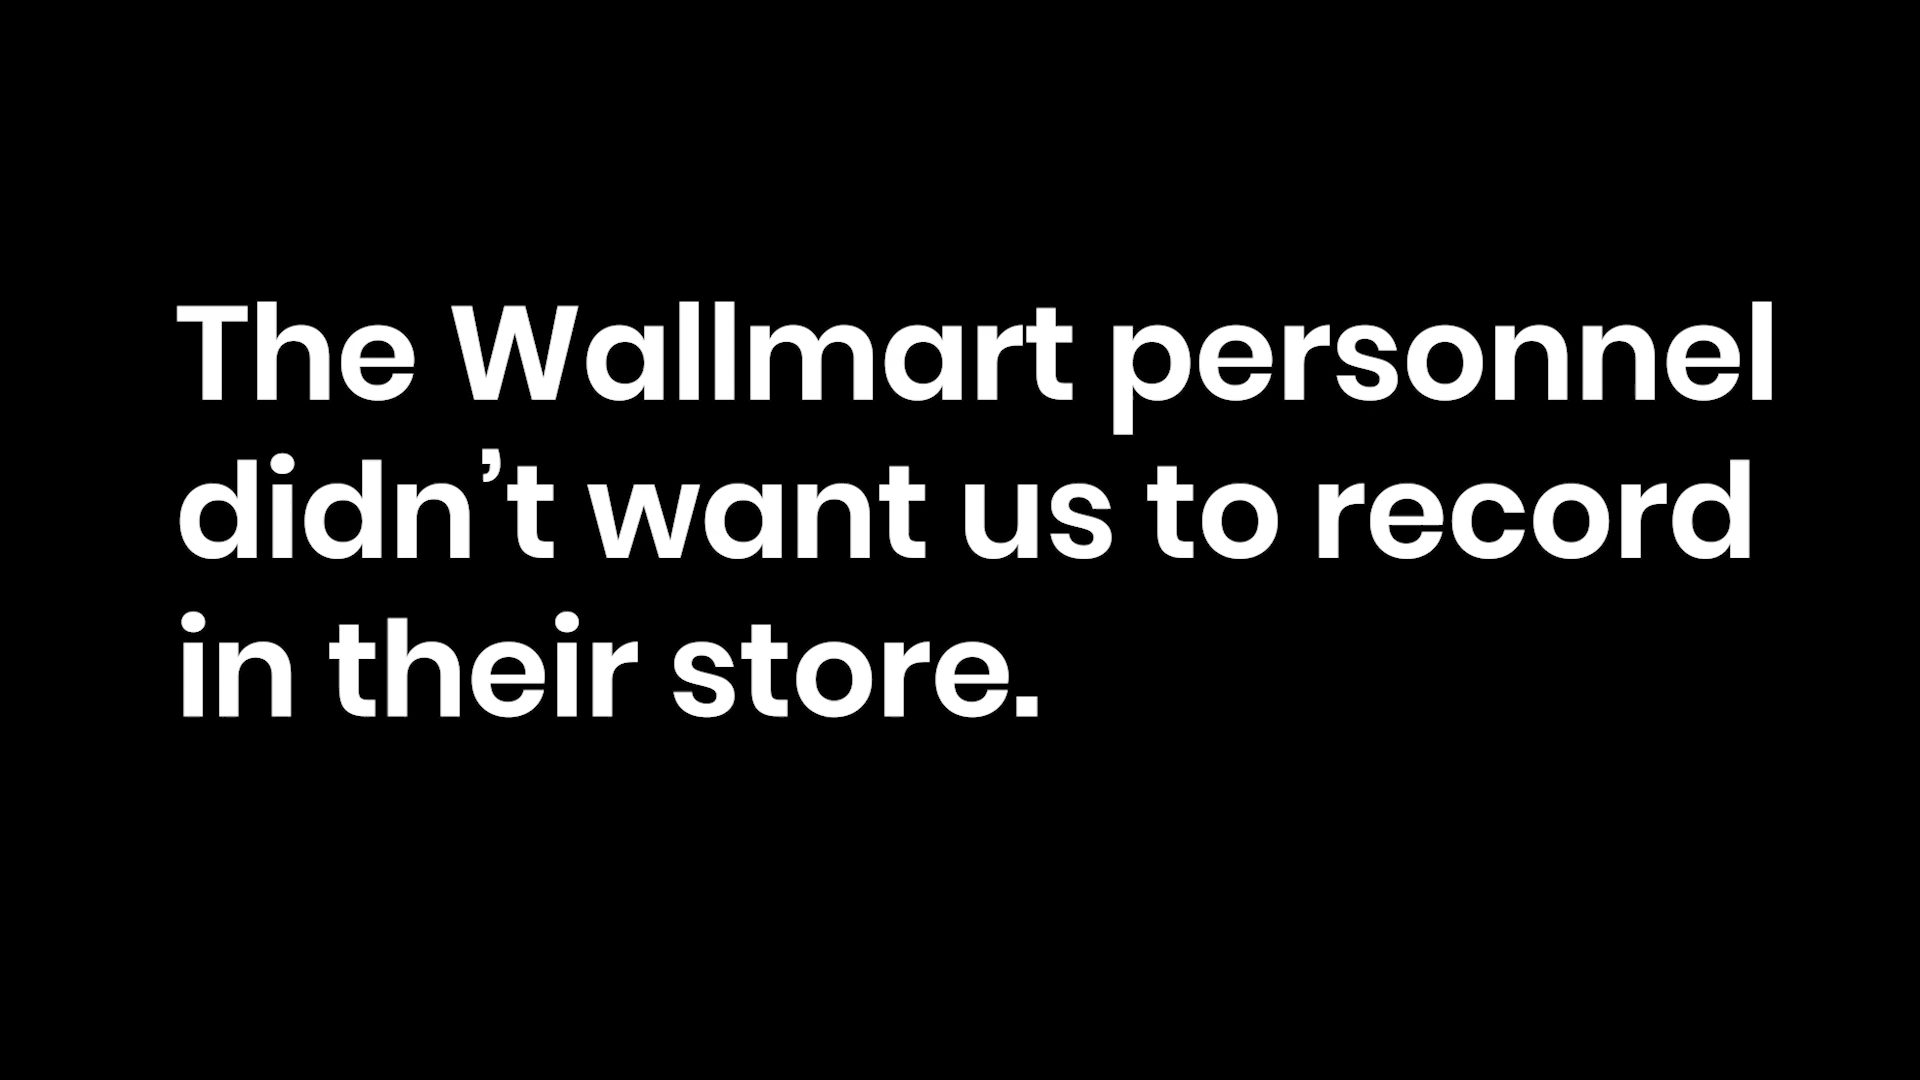 The Wallmart personnel
didn’t want us to record
in their store.